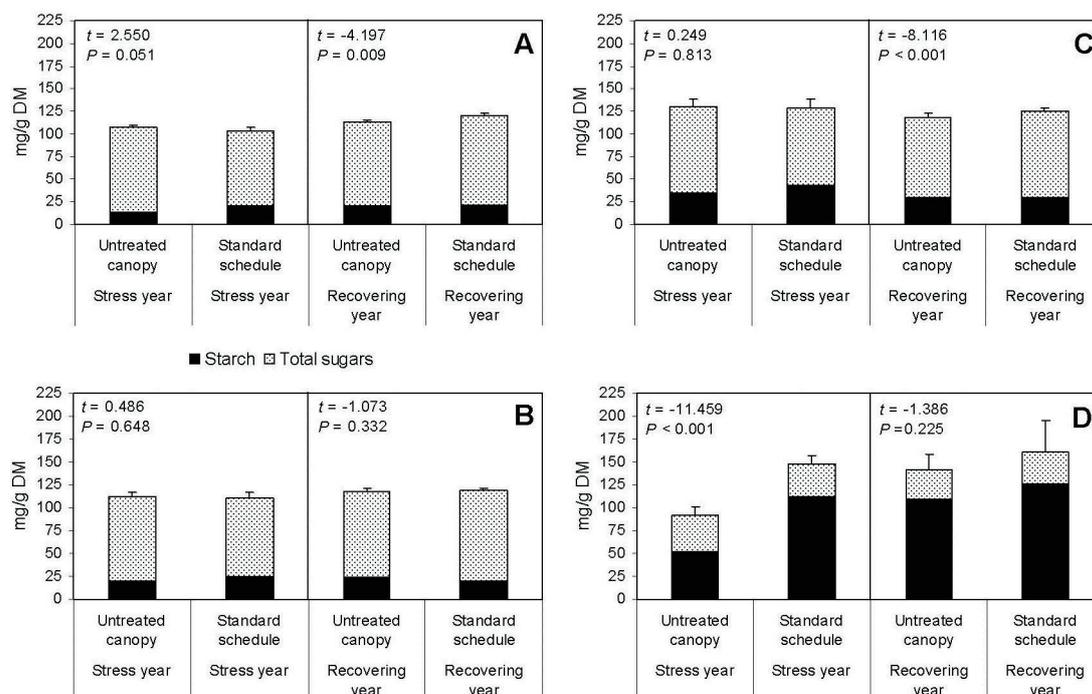 225
200
175
150
125
100
75
50
25
0
mg/g DM
t = 2.550
P = 0.051
t = -4.197
P = 0.009
A
Untreated canopy
Standard schedule
Untreated canopy
Standard schedule
Stress year
Stress year
Recovering year
Recovering year
225
200
175
150
125
100
75
50
25
0
mg/g DM
t = 0.249
P = 0.813
t = -8.116
P < 0.001
C
Untreated canopy
Standard schedule
Untreated canopy
Standard schedule
Stress year
Stress year
Recovering year
Recovering year
Starch Total sugars
225
200
175
150
125
100
75
50
25
0
mg/g DM
t = 0.486
P = 0.648
t = -1.073
P = 0.332
B
Untreated canopy
Standard schedule
Untreated canopy
Standard schedule
Stress year
Stress year
Recovering year
Recovering year
225
200
175
150
125
100
75
50
25
0
mg/g DM
t = -11.459
P < 0.001
t = -1.386
P =0.225
D
Untreated canopy
Standard schedule
Untreated canopy
Standard schedule
Stress year
Stress year
Recovering year
Recovering year